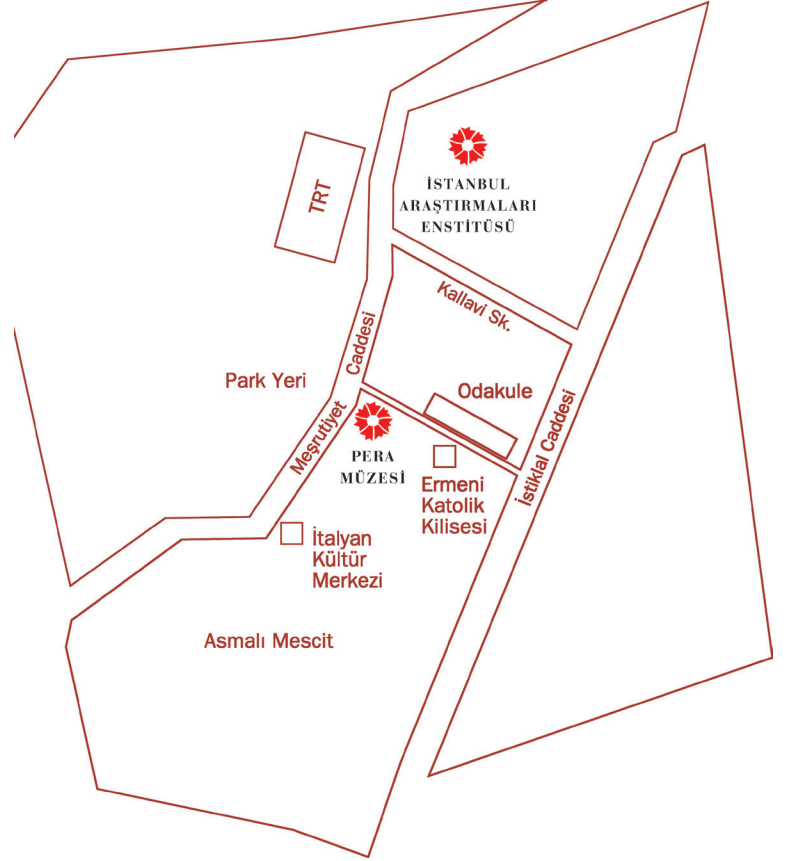 İSTANBUL
ARAŞTIRMALARI
ENSTİTÜSÜ
TRT
Kallavi Sk.
Caddesi
Meşrutiyet
Park Yeri
Odakule
İstiklal Caddesi
PERA
MÜZESİ
Ermeni
Katolik
Kilisesi
İtalyan
Kültür
Merkezi
Asmalı Mescit